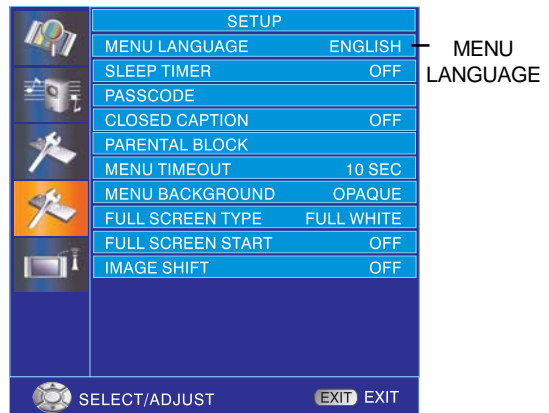 SETUP
MENU LANGUAGE ENGLISH
MENU LANGUAGE
SLEEP TIMER OFF
PASSCODE
CLOSED CAPTION OFF
PARENTAL BLOCK
MENU TIMEOUT 10 SEC
MENU BACKGROUND OPAQUE
FULL SCREEN TYPE FULL WHITE
FULL SCREEN START OFF
IMAGE SHIFT OFF
SELECT/ADJUST EXIT EXIT